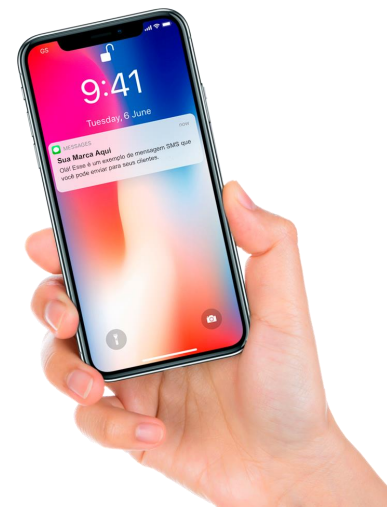 GS
9:41
Tuesday, 6 June
MESSAGES
now
Sua Marca Aqui
Olá! Esse é um exemplo de mensagem SMS que
você pode enviar para seus clientes.